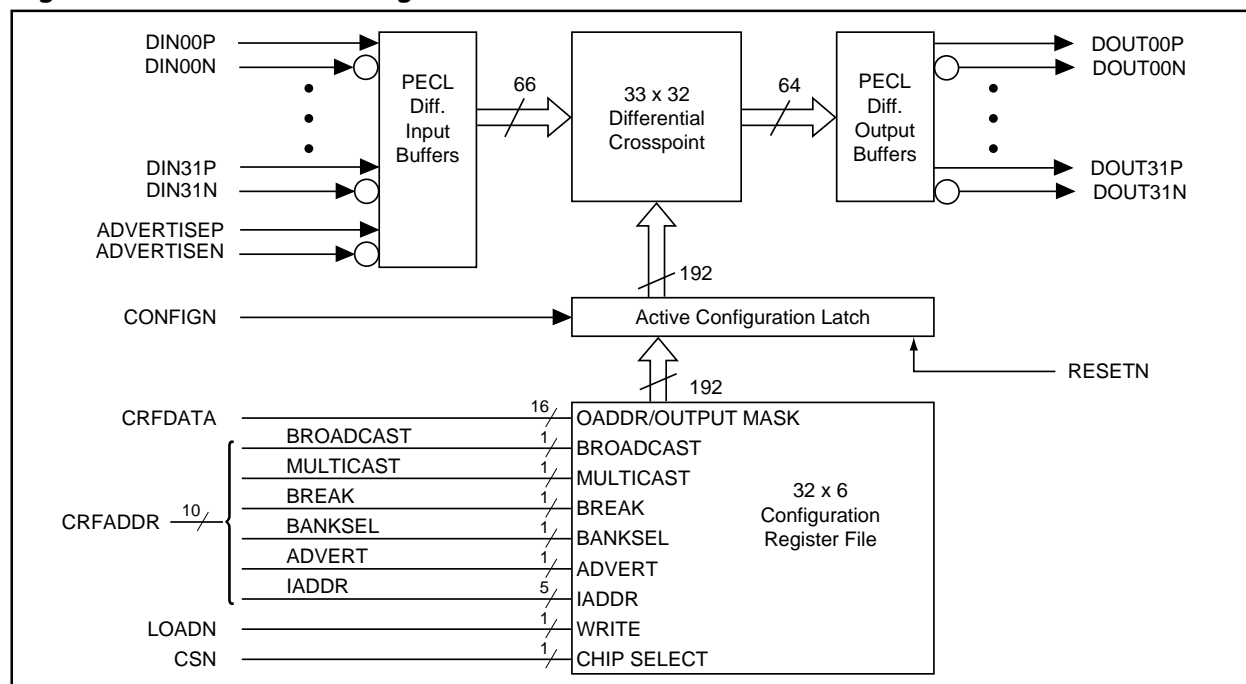 DIN00P
DIN00N
DIN31P
DIN31N
ADVERTISEP
ADVERTISEN
PECL
Diff.
Input
Buffers
66
33 x 32
Differential
Crosspoint
64
PECL
Diff.
Output
Buffers
DOUT00P
DOUT00N
DOUT31P
DOUT31N
192
CONFIGN
Active Configuration Latch
RESETN
192
CRFDATA
16
OADDR/OUTPUT MASK
BROADCAST
1
BROADCAST
MULTICAST
1
MULTICAST
BREAK
1
BREAK
CRFADDR
10
BANKSEL
1
BANKSEL
ADVERT
1
ADVERT
IADDR
5
IADDR
LOADN
1
WRITE
CSN
1
CHIP SELECT
32 x 6
Configuration
Register File